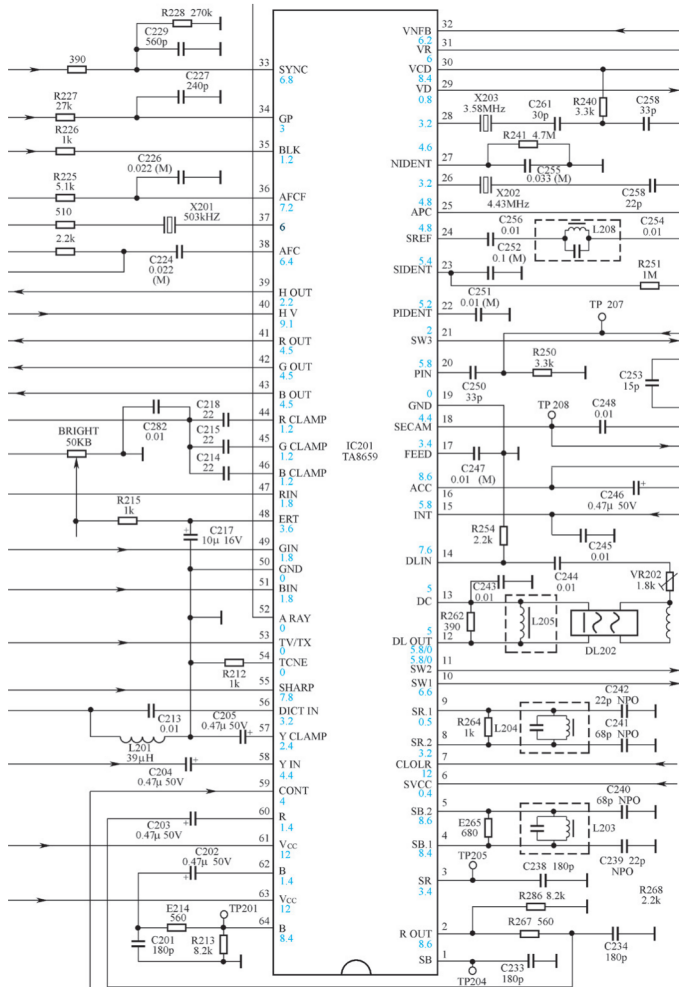 R228 270k
C229
560p
390
33
SYNC
6.8
C227
240p
R227
27k
34
GP
3
R226
1k
35
BLK
1.2
C226
0.022 (M)
R225
5.1k
36
AFCF
7.2
X201
503kHZ
510
37
6
2.2k
38
AFC
6.4
C224
0.022
(M)
39
H OUT
2.2
40
H V
9.1
41
R OUT
4.5
42
G OUT
4.5
43
B OUT
4.5
C218
22
44
R CLAMP
1.2
C282
0.01
C215
22
45
G CLAMP
1.2
BRIGHT
50KB
C214
22
46
B CLAMP
1.2
47
RIN
1.8
R215
1k
48
ERT
3.6
C217
10μ 16V
49
GIN
1.8
50
GND
0
51
BIN
1.8
52
A RAY
0
53
TV/TX
0
54
TCNE
0
R212
1k
55
SHARP
7.8
56
DICT IN
3.2
C213
0.01
C205
0.47μ 50V
57
Y CLAMP
2.4
L201
39μH
58
Y IN
4.4
C204
0.47μ 50V
59
CONT
4
60
R
1.4
C203
0.47μ 50V
61
Vcc
12
C202
0.47μ 50V
62
B
1.4
63
Vcc
12
E214
560
TP201
64
B
8.4
C201
180p
R213
8.2k
IC201
TA8659
32
VNFB
6.2
31
VR
6
30
VCD
8.4
29
VD
0.8
X203
3.58MHz
C261
30p
R240
3.3k
C258
33p
28
3.2
R241 4.7M
4.6
NIDENT
27
C255
0.033 (M)
3.2
26
X202
4.43MHz
C258
22p
4.8
APC
25
4.8
SREF
24
C256
0.01
L208
C254
0.01
C252
0.1 (M)
5.4
SIDENT
23
R251
1M
C251
0.01 (M)
5.2
PIDENT
22
TP 207
2
SW3
21
5.8
PIN
20
R250
3.3k
C250
33p
C253
15p
0
GND
19
TP 208
C248
0.01
4.4
SECAM
18
3.4
FEED
17
C247
0.01 (M)
8.6
ACC
16
C246
0.47μ 50V
5.8
INT
15
R254
2.2k
C245
0.01
7.6
DLIN
14
C244
0.01
VR202
1.8k
C243
0.01
5
DC
13
R262
390
L205
DL202
5
DL OUT
12
5.8/0
5.8/0
SW2
11
SW1
10
6.6
C242
22p NPO
9
SR.1
0.5
R264
1k
L204
C241
68p NPO
8
SR.2
3.2
7
CLOLR
12
6
SVCC
0.4
C240
68p NPO
5
SB.2
8.6
E265
680
L203
4
SB.1
8.4
C239 22p
NPO
TP205
C238 180p
3
SR
3.4
R268
2.2k
R286 8.2k
R267 560
2
R OUT
8.6
C234
180p
1
SB
TP204
C233
180p